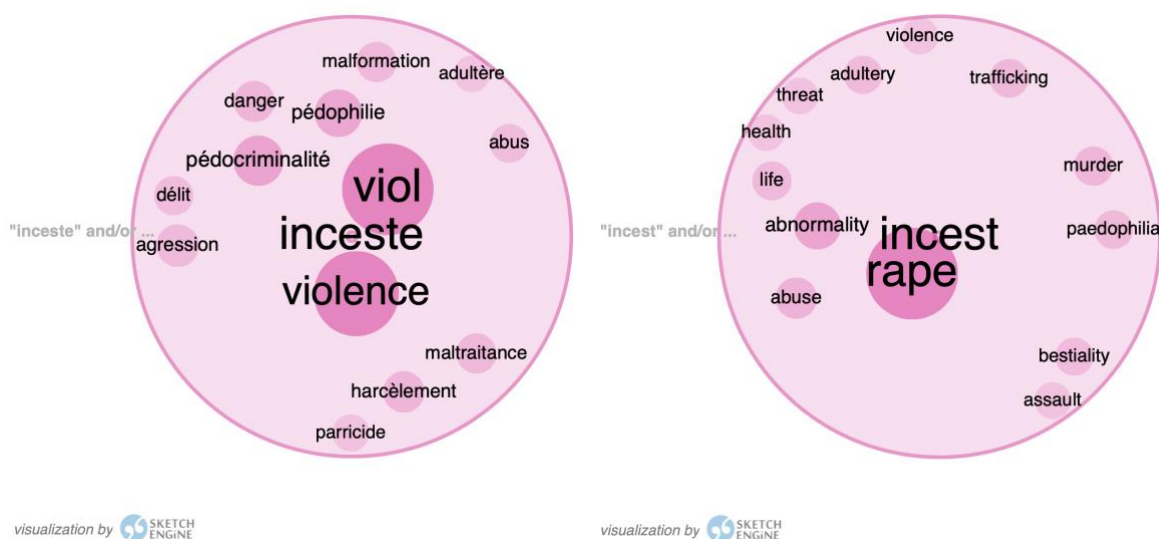 malformation
adultère
danger
pédophilie
abus
pédocriminalité
viol
délit
"inceste" and/or ...
inceste
agression
violence
maltraitance
harcèlement
parricide
visualization by SKETCH ENGINE
violence
adultery
trafficking
threat
health
murder
life
abnormality
paedophilia
"incest" and/or ...
incest
rape
abuse
bestiality
assault
visualization by SKETCH ENGINE